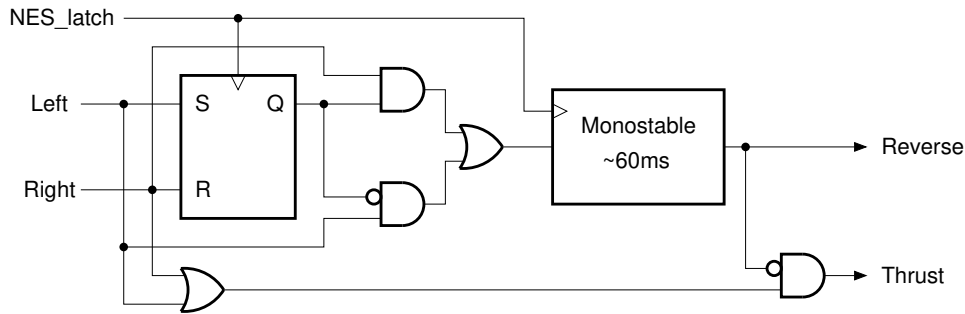 NES_latch
Left
S
Q
Monostable
~60ms
Reverse
Right
R
Thrust